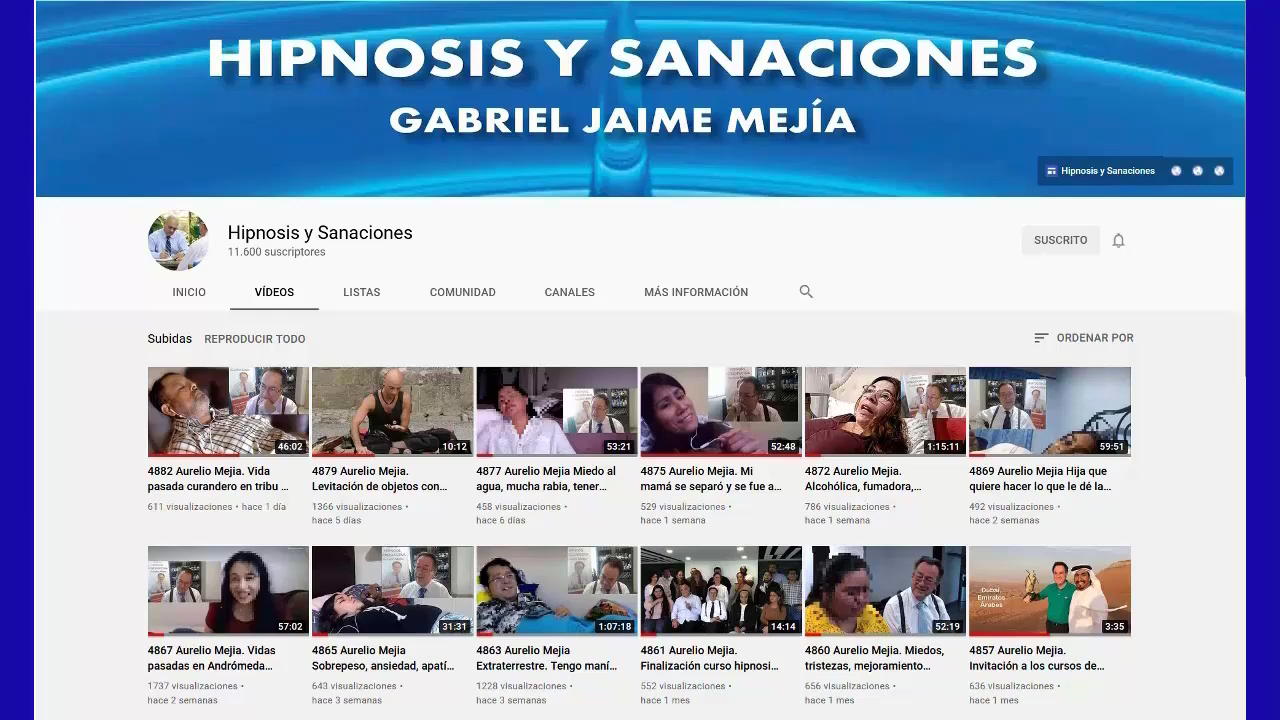 HIPNOSIS Y SANACIONES
GABRIEL JAIME MEJÍA
Hipnosis y Sanaciones
Hipnosis y Sanaciones
11.600 suscriptores
SUSCRITO
INICIO VÍDEOS LISTAS COMUNIDAD CANALES MÁS INFORMACIÓN
Subidas REPRODUCIR TODO ORDENAR POR
46:02 10:12 53:21 52:48 1:15:11 59:51
4882 Aurelio Mejia. Vida
pasada curandero en tribu ...
611 visualizaciones • hace 1 día
4879 Aurelio Mejia.
Levitación de objetos con...
1366 visualizaciones •
hace 5 días
4877 Aurelio Mejia Miedo al
agua, mucha rabia, tener...
458 visualizaciones •
hace 6 días
4875 Aurelio Mejia. Mi
mamá se separó y se fue a...
529 visualizaciones •
hace 1 semana
4872 Aurelio Mejia.
Alcohólica, fumadora,...
786 visualizaciones •
hace 1 semana
4869 Aurelio Mejia Hija que
quiere hacer lo que le dé la...
492 visualizaciones •
hace 2 semanas
Dubai,
Emiratos
Arabes
57:02 31:31 1:07:18 14:14 52:19 3:35
4867 Aurelio Mejia. Vidas
pasadas en Andrómeda...
1737 visualizaciones •
hace 2 semanas
4865 Aurelio Mejia
Sobrepeso, ansiedad, apatí...
643 visualizaciones •
hace 3 semanas
4863 Aurelio Mejia
Extraterrestre. Tengo maní...
1228 visualizaciones •
hace 3 semanas
4861 Aurelio Mejia.
Finalización curso hipnosi...
552 visualizaciones •
hace 1 mes
4860 Aurelio Mejia. Miedos,
tristezas, mejoramiento...
656 visualizaciones •
hace 1 mes
4857 Aurelio Mejia.
Invitación a los cursos de...
636 visualizaciones •
hace 1 mes